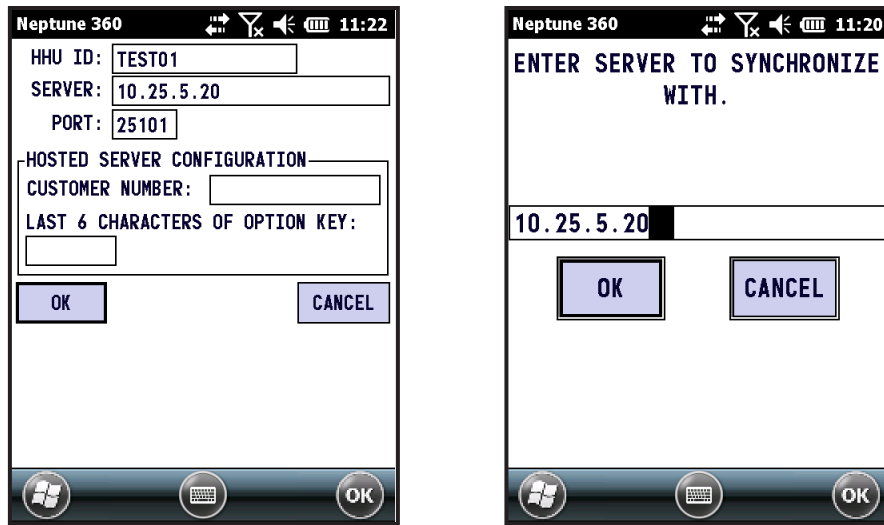 Neptune 360 11:22
HHU ID: TEST01
SERVER: 10.25.5.20
PORT: 25101
HOSTED SERVER CONFIGURATION
CUSTOMER NUMBER:
LAST 6 CHARACTERS OF OPTION KEY:
OK CANCEL
OK
Neptune 360 11:20
ENTER SERVER TO SYNCHRONIZE
WITH.
10.25.5.20
OK CANCEL
OK